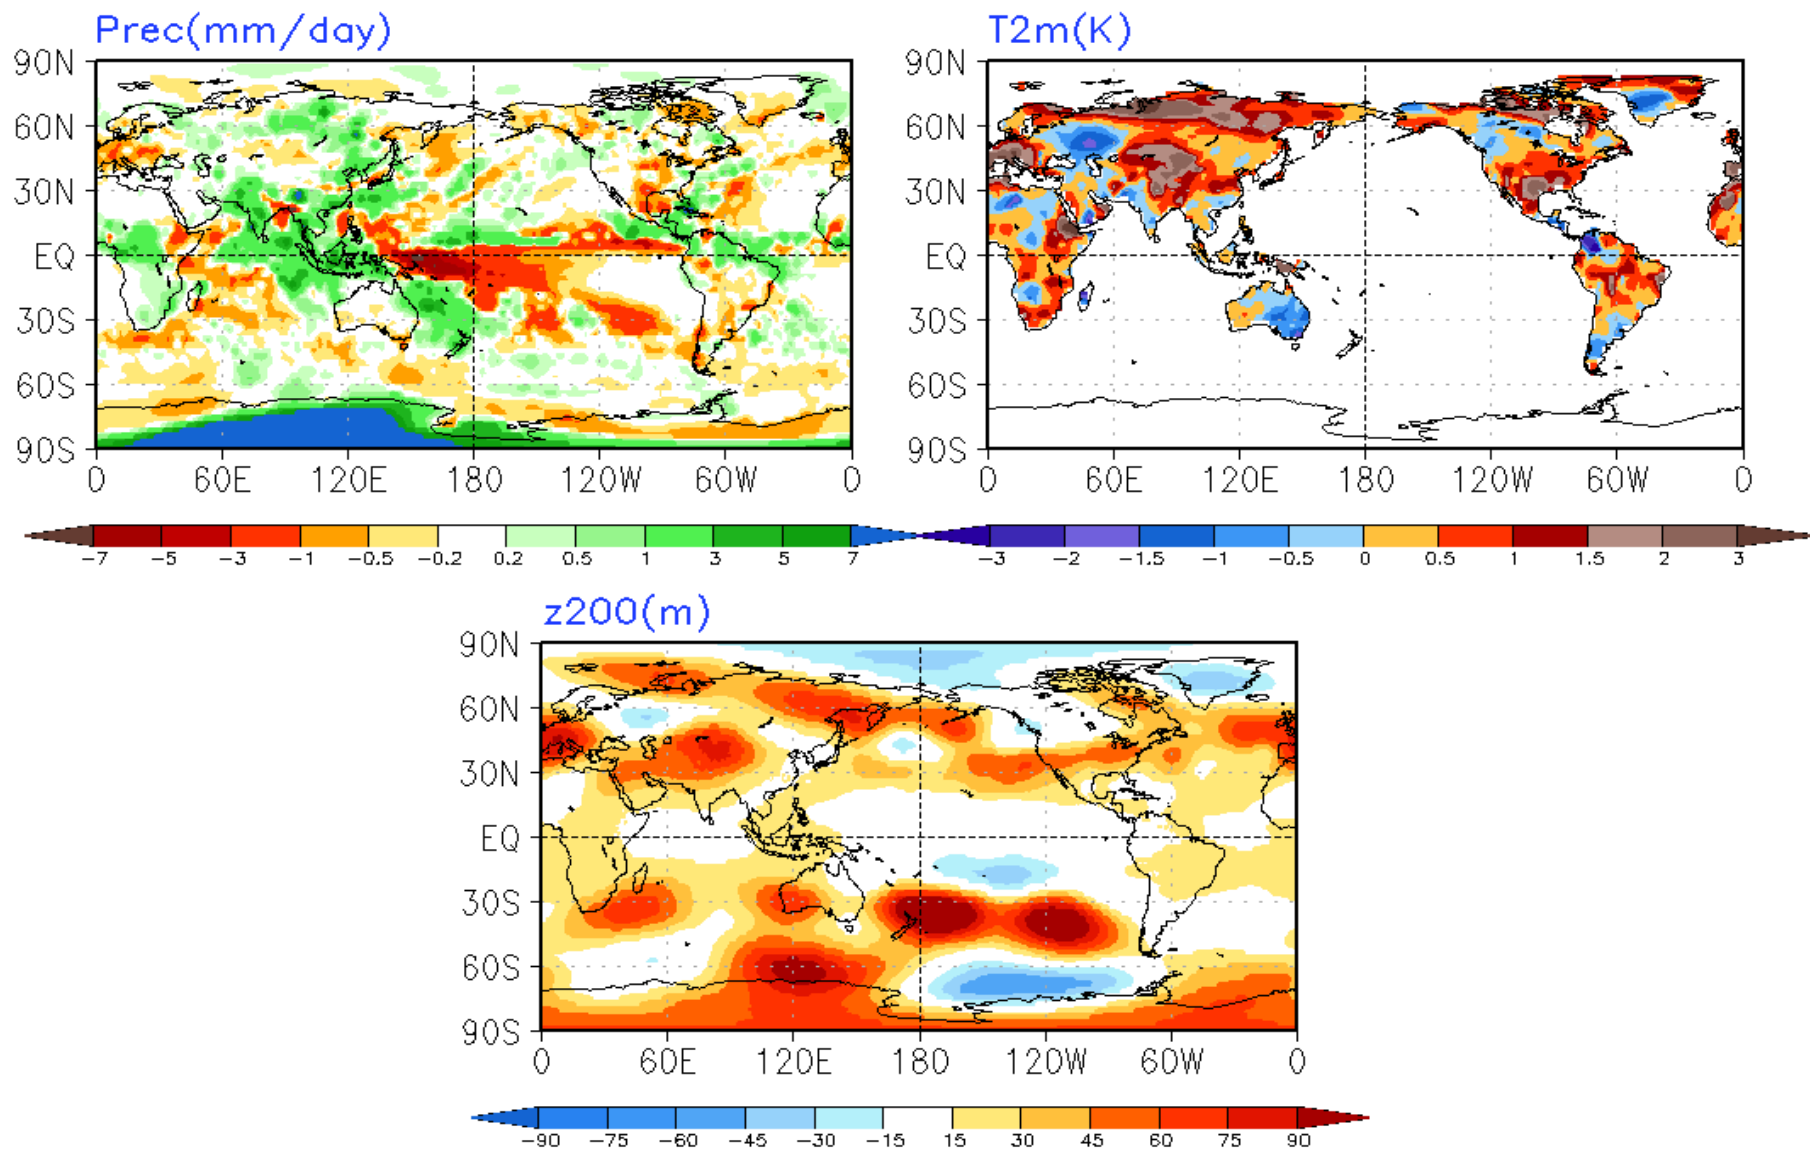 Prec(mm/day)
90N
60N
30N
EQ
30S
60S
90S
0 60E 120E 180 120W 60W 0
-7 -5 -3 -1 -0.5 -0.2 0.2 0.5 1 3 5 7
T2m(K)
90N
60N
30N
EQ
30S
60S
90S
0 60E 120E 180 120W 60W 0
-3 -2 -1.5 -1 -0.5 0 0.5 1 1.5 2 3
z200(m)
90N
60N
30N
EQ
30S
60S
90S
0 60E 120E 180 120W 60W 0
-90 -75 -60 -45 -30 -15 15 30 45 60 75 90